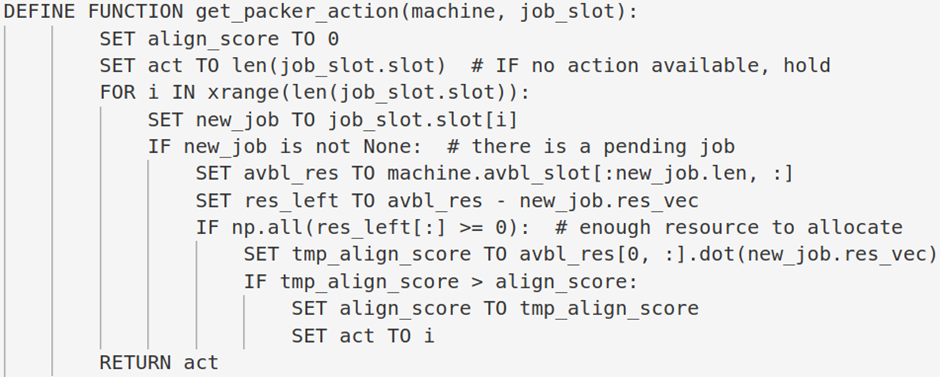 DEFINE FUNCTION get_packer_action(machine, job_slot):
SET align_score TO 0
SET act TO len(job_slot.slot)  # IF no action available, hold
FOR i IN xrange(len(job_slot.slot)):
SET new_job TO job_slot.slot[i]
IF new_job is not None:  # there is a pending job
SET avbl_res TO machine.avbl_slot[:new_job.len, :]
SET res_left TO avbl_res - new_job.res_vec
IF np.all(res_left[:] >= 0):  # enough resource to allocate
SET tmp_align_score TO avbl_res[0, :].dot(new_job.res_vec)
IF tmp_align_score > align_score:
SET align_score TO tmp_align_score
SET act TO i
RETURN act